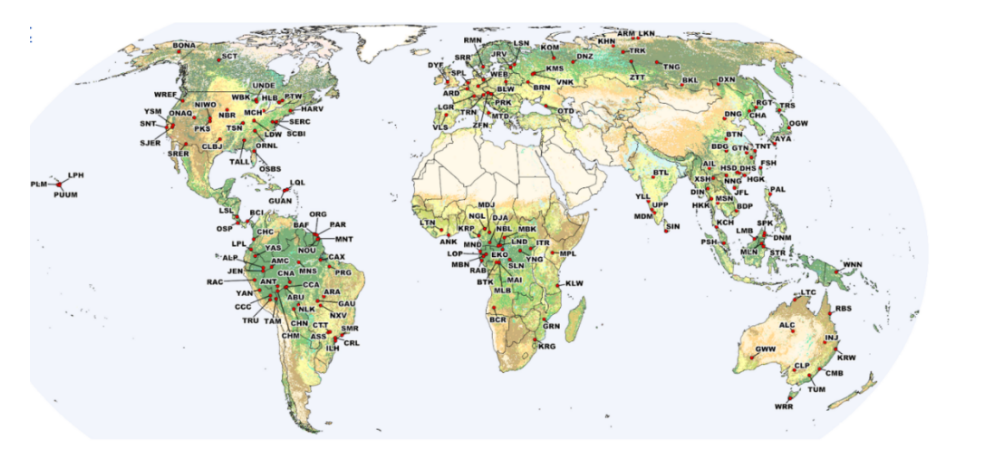 RMN
LSN
ARM LKN
KHN
BONA
SCT
SRR
JRV
KOM
TRK
DNZ
DYF
SPL
WEB
KMS
TNG
UNDE
ZTT
BKL
DXN
VNK
WREF
WBK
HLB
PTW
ARD
BLW
BRN
NIWO
HARV
LGR
PRK
OTD
RGT
TRS
YSM
ONAQ
NBR
MCH
TRN
MTD
DNG
CHA
SNT
PKS
TSN
SERC
ZFN
OGW
VLS
LDW
SCBI
BTN
SJER
CLBJ
ORNL
AYA
SRER
BDG
GTN
TNT
TALL
AIL
FSH
OSBS
BTL
HSD
DHS
LPH
XSH
NNG
HGK
PLM
LQL
DIN
JFL
PAL
PUUM
YLL
UPP
MSN
GUAN
MDJ
HKK
BDP
LSL
BCI
ORG
MDM
NGL
DJA
KCH
SPK
OSP
BAF
PAR
LTN
KRP
NBL
MBK
SIN
LMB
CHC
MNT
ANK
MND
LND
ITR
PSH
DNM
LPL
YAS
NOU
LOP
EKO
MPL
MLN
STR
ALP
AMC
CAX
MBN
YNG
WNN
JEN
CNA
MNS
PRG
RAB
SLN
RAC
ANT
CCA
BTK
MAI
KLW
YAN
ABU
ARA
MLB
LTC
CCC
NLK
GAU
RBS
TRU
TAM
NXV
BCR
ALC
CHN
CTT
SMR
GRN
INJ
CHM
ASS
CRL
KRG
GWW
KRW
ILH
CLP
CMB
TUM
WRR